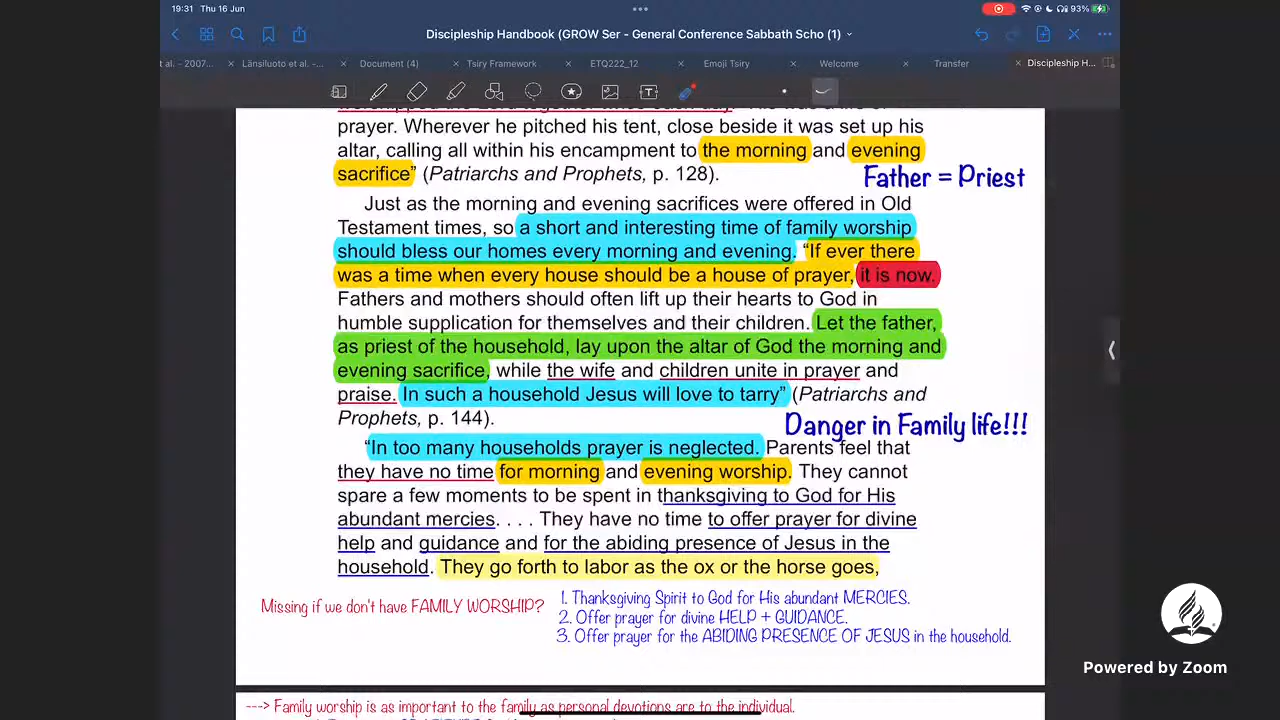 19:31 Thu 16 Jun
93%
Discipleship Handbook (GROW Ser - General Conference Sabbath Scho (1)
et al. - 2007...
Länsiluoto et al. -...
Document (4)
Tsiry Framework
ETQ222_12
Emoji Tsiry
Welcome
Transfer
Discipleship H...
prayer. Wherever he pitched his tent, close beside it was set up his
altar, calling all within his encampment to the morning and evening
sacrifice” (Patriarchs and Prophets, p. 128).
Father = Priest
Just as the morning and evening sacrifices were offered in Old
Testament times, so a short and interesting time of family worship
should bless our homes every morning and evening. “If ever there
was a time when every house should be a house of prayer, it is now.
Fathers and mothers should often lift up their hearts to God in
humble supplication for themselves and their children. Let the father,
as priest of the household, lay upon the altar of God the morning and
evening sacrifice, while the wife and children unite in prayer and
praise. In such a household Jesus will love to tarry” (Patriarchs and
Prophets, p. 144).
Danger in Family life!!!
“In too many households prayer is neglected. Parents feel that
they have no time for morning and evening worship. They cannot
spare a few moments to be spent in thanksgiving to God for His
abundant mercies. . . . They have no time to offer prayer for divine
help and guidance and for the abiding presence of Jesus in the
household. They go forth to labor as the ox or the horse goes,
Missing if we don't have FAMILY WORSHIP?
1. Thanksgiving Spirit to God for His abundant MERCIES.
2. Offer prayer for divine HELP + GUIDANCE.
3. Offer prayer for the ABIDING PRESENCE OF JESUS in the household.
Powered by Zoom
---> Family worship is as important to the family as personal devotions are to the individual.